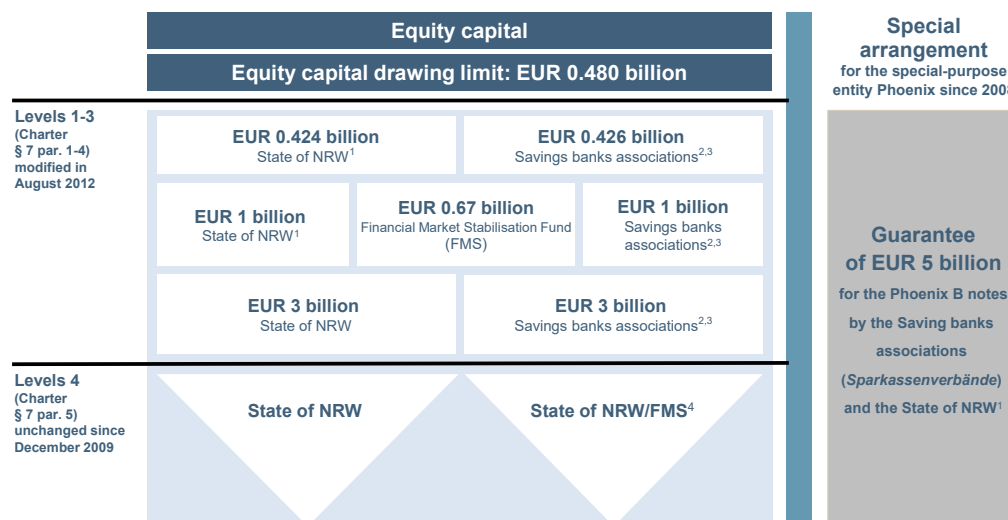 Equity capital
Equity capital drawing limit: EUR 0.480 billion
Special
arrangement
for the special-purpose
entity Phoenix since 2008
Levels 1-3
(Charter
§ 7 par. 1-4)
modified in
August 2012
EUR 0.424 billion
State of NRW1
EUR 0.426 billion
Savings banks associations2,3
EUR 1 billion
State of NRW1
EUR 0.67 billion
Financial Market Stabilisation Fund
(FMS)
EUR 1 billion
Savings banks
associations2,3
EUR 3 billion
State of NRW
EUR 3 billion
Savings banks associations2,3
Guarantee
of EUR 5 billion
for the Phoenix B notes
by the Saving banks
associations
(Sparkassenverbände)
and the State of NRW1
Levels 4
(Charter
§ 7 par. 5)
unchanged since
December 2009
State of NRW
State of NRW/FMS4